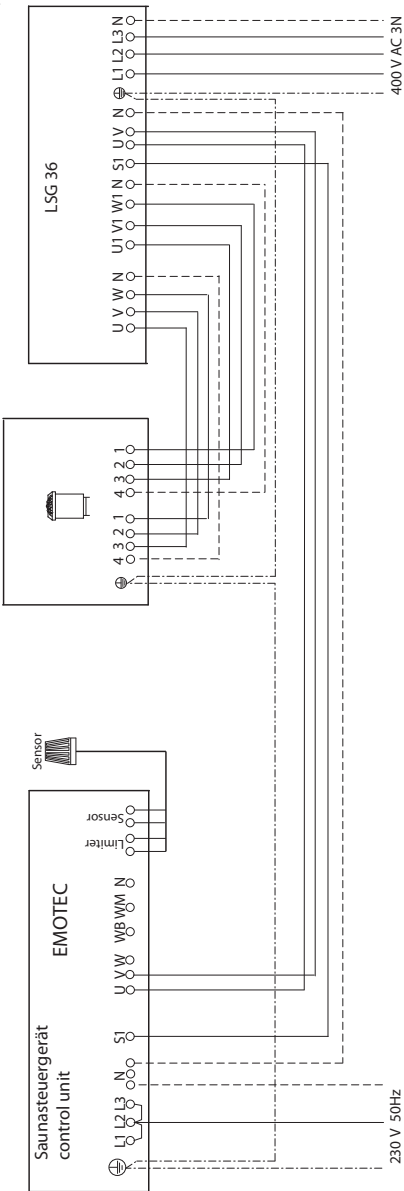 Sensor
Saunasteuergerät
control unit
EMOTEC
LSG 36
L1 L2 L3 N S1 U V W WB WM N Limiter Sensor
4 3 2 1 4 3 2 1
U V W N U1 V1 W1 N S1 U V N L1 L2 L3 N
230 V 50Hz
400 V AC 3N